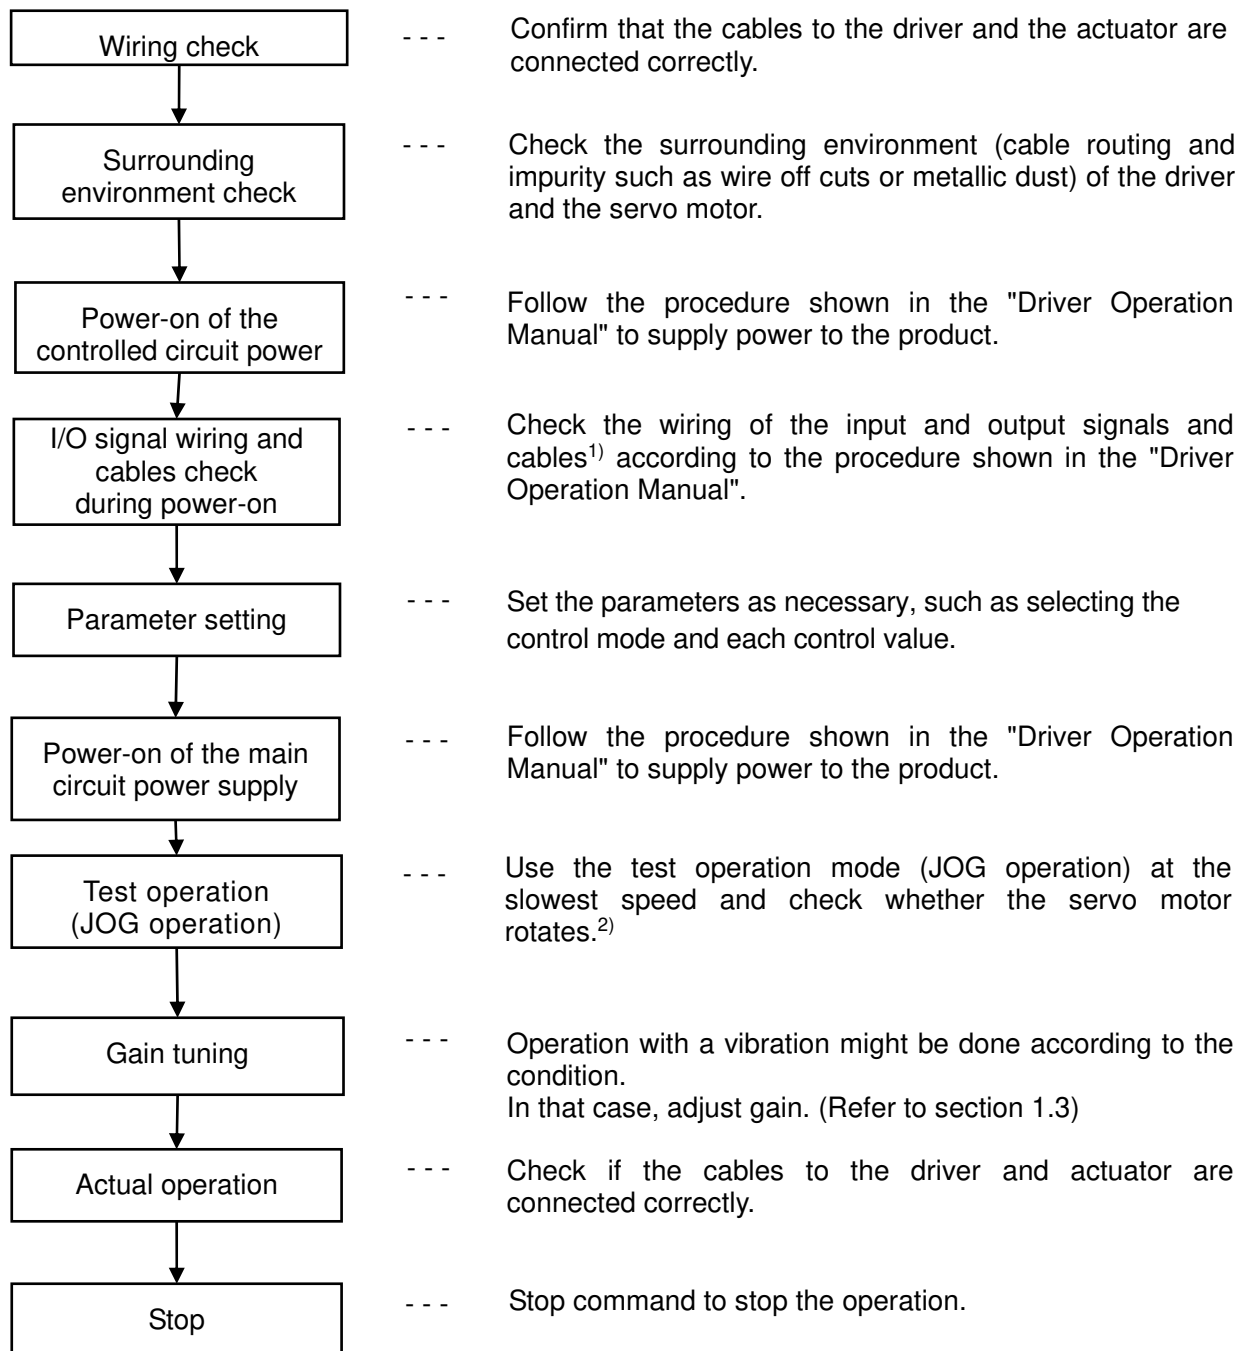 Wiring check
- - -
Confirm that the cables to the driver and the actuator are
connected correctly.
Surrounding
environment check
- - -
Check the surrounding environment (cable routing and
impurity such as wire off cuts or metallic dust) of the driver
and the servo motor.
Power-on of the
controlled circuit power
- - -
Follow the procedure shown in the "Driver Operation
Manual" to supply power to the product.
I/O signal wiring and
cables check
during power-on
- - -
Check the wiring of the input and output signals and
cables1) according to the procedure shown in the "Driver
Operation Manual".
Parameter setting
- - -
Set the parameters as necessary, such as selecting the
control mode and each control value.
Power-on of the main
circuit power supply
- - -
Follow the procedure shown in the "Driver Operation
Manual" to supply power to the product.
Test operation
(JOG operation)
- - -
Use the test operation mode (JOG operation) at the
slowest speed and check whether the servo motor
rotates.2)
Gain tuning
- - -
Operation with a vibration might be done according to the
condition.
In that case, adjust gain. (Refer to section 1.3)
Actual operation
- - -
Check if the cables to the driver and actuator are
connected correctly.
Stop
- - -
Stop command to stop the operation.